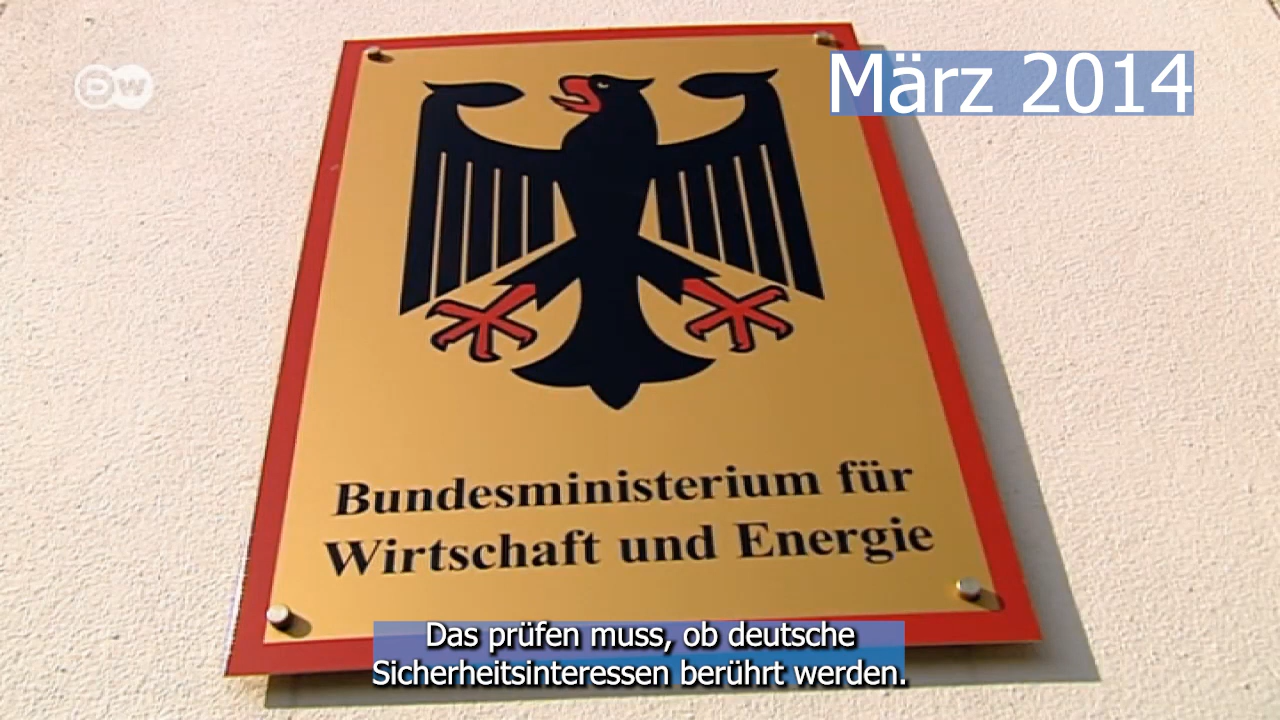 DW
März 2014
Bundesministerium für
Wirtschaft und Energie
Das prüfen muss, ob deutsche
Sicherheitsinteressen berührt werden.